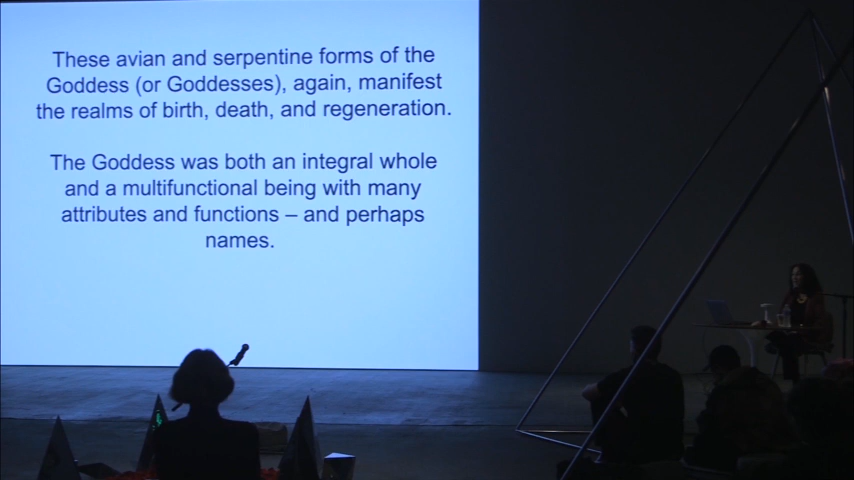 These avian and serpentine forms of the
Goddess (or Goddesses), again, manifest
the realms of birth, death, and regeneration.
The Goddess was both an integral whole
and a multifunctional being with many
attributes and functions – and perhaps
names.